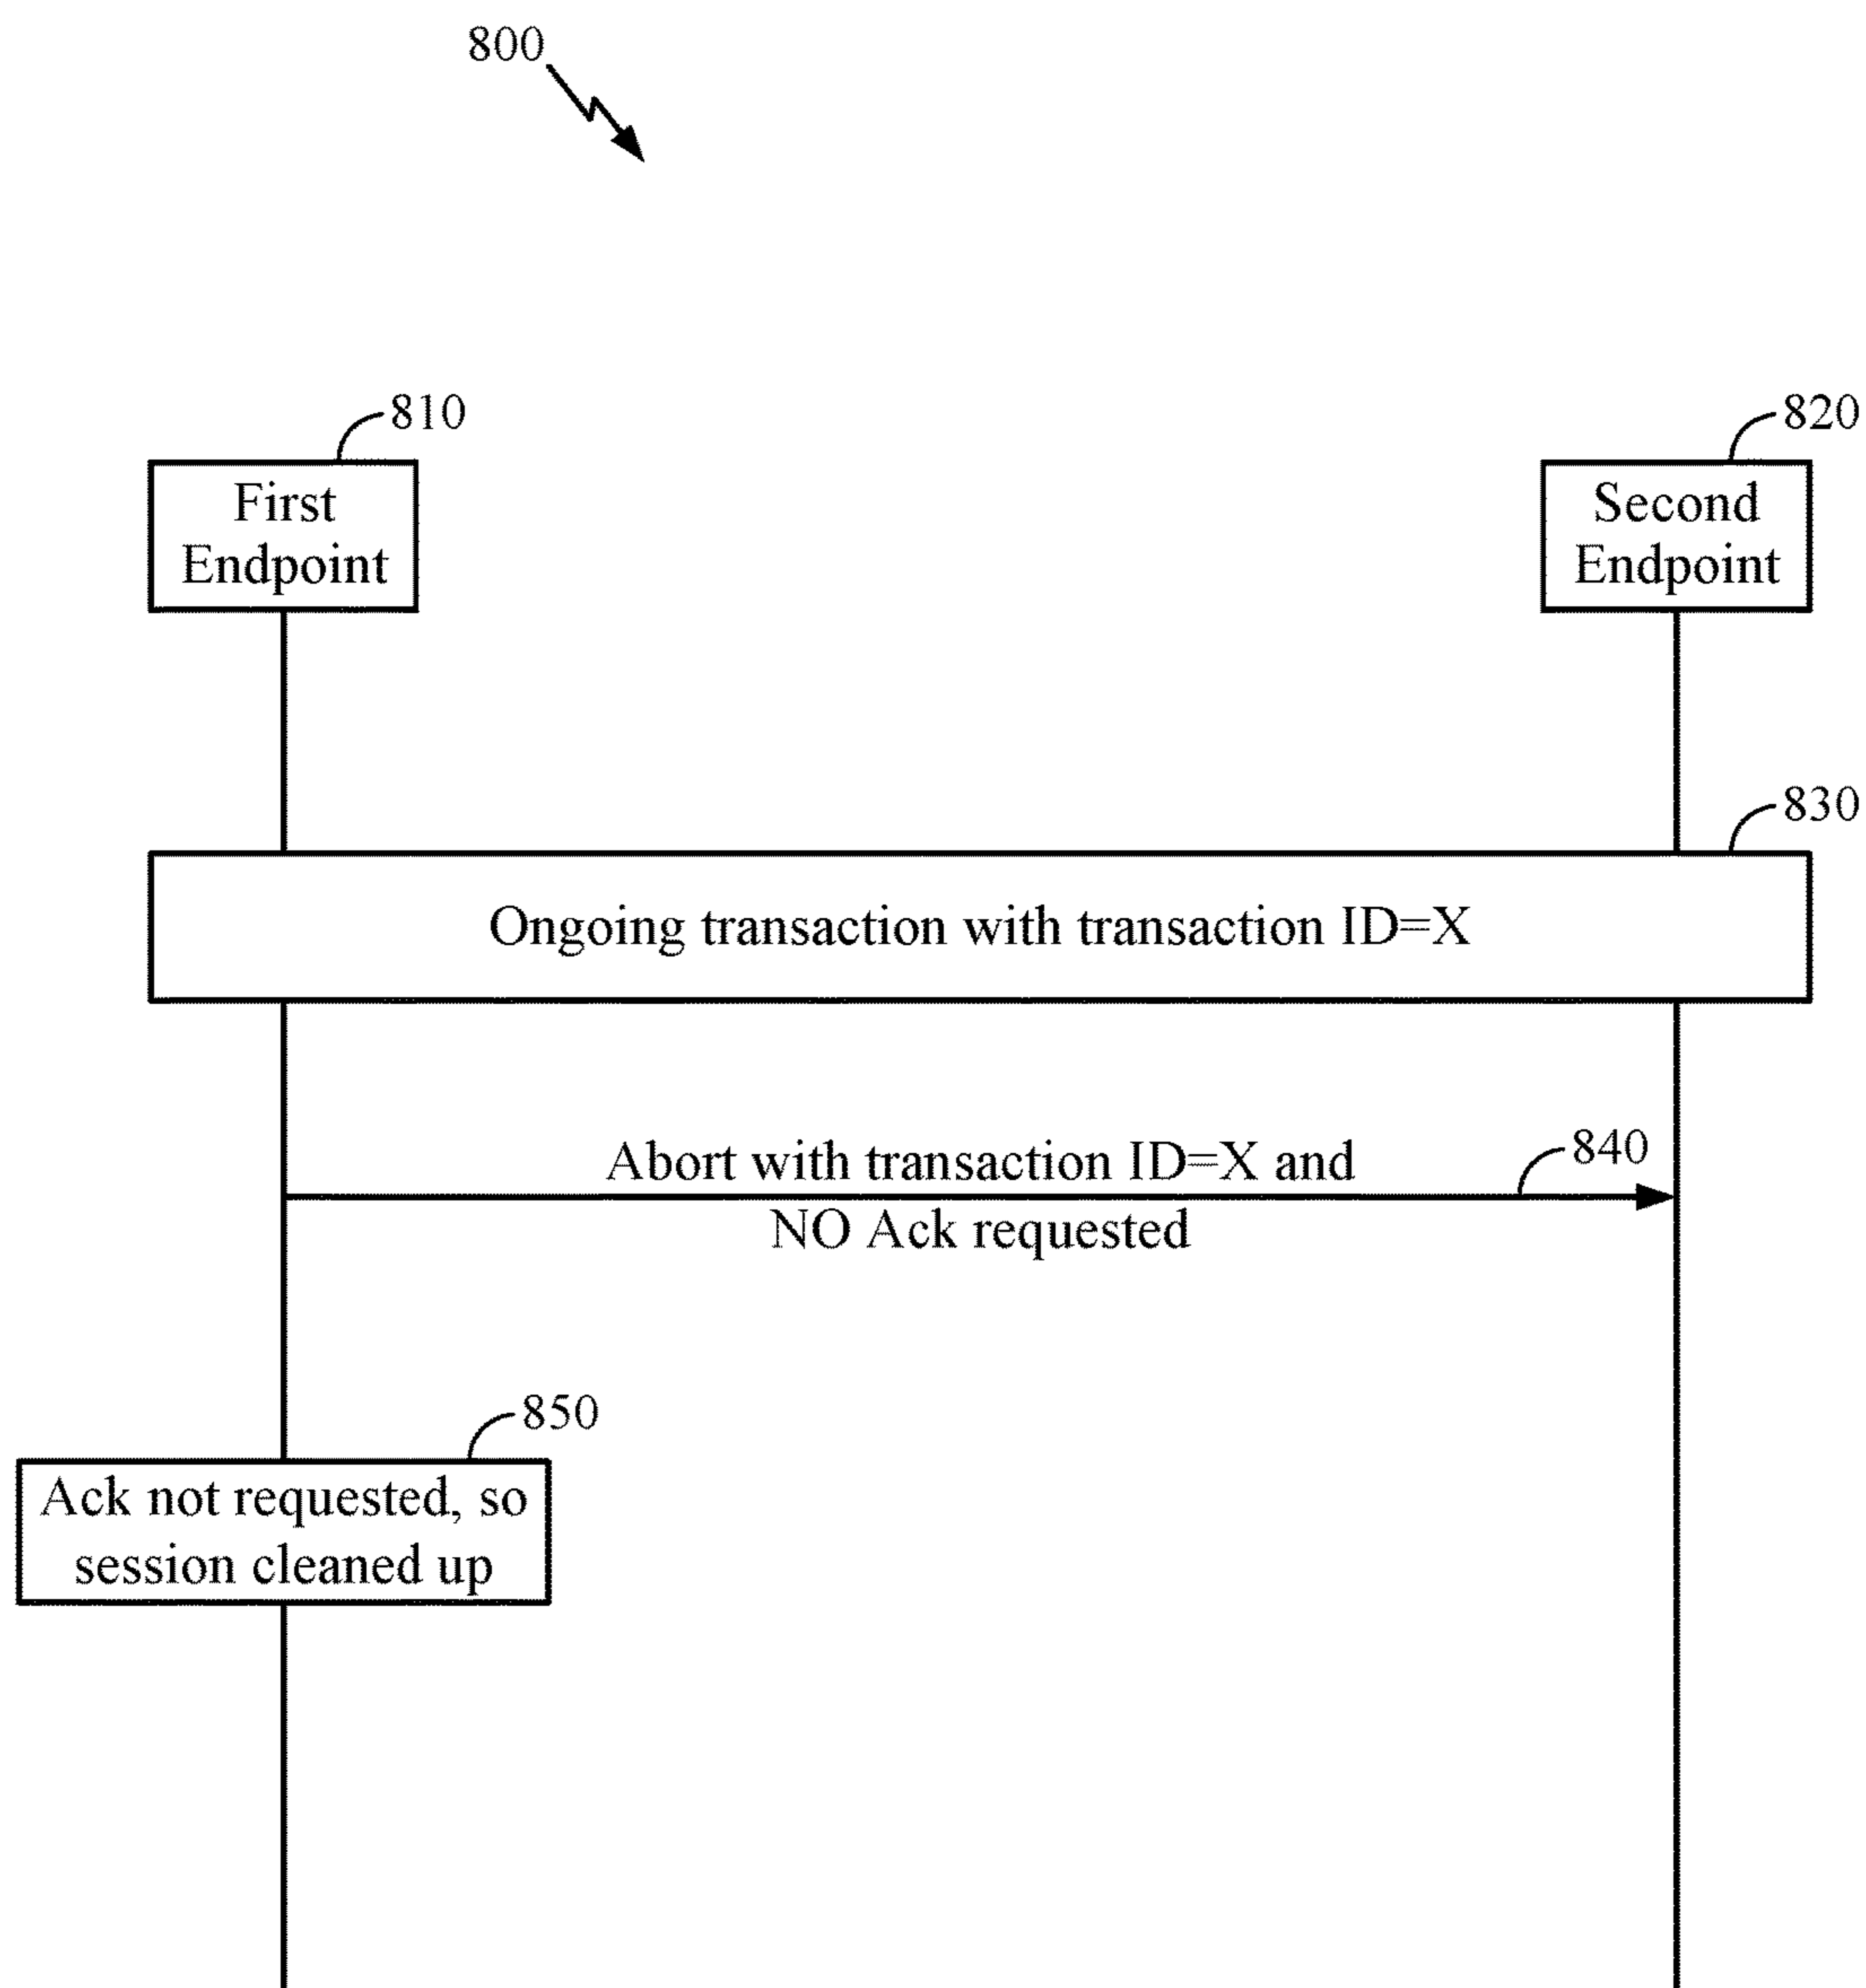 800
810
820
First
Endpoint
Second
Endpoint
830
Ongoing transaction with transaction ID=X
Abort with transaction ID=X and
840
NO Ack requested
850
Ack not requested, so
session cleaned up